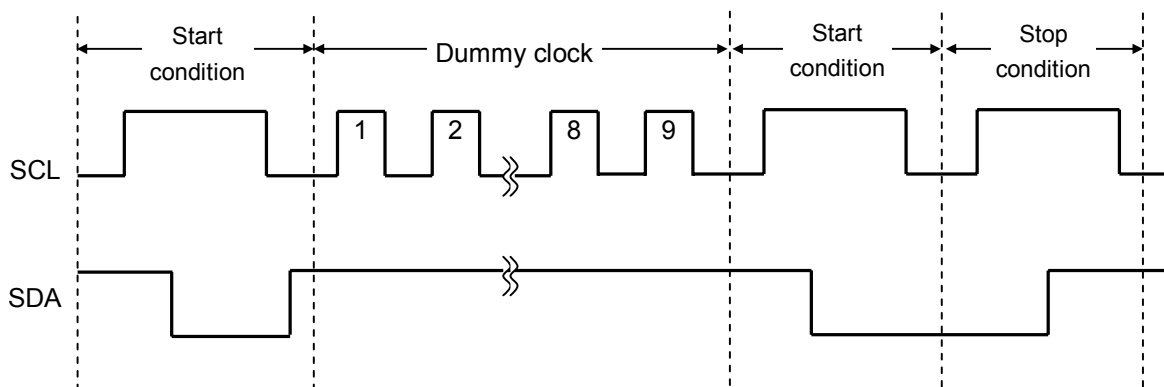 Start
condition
Dummy clock
Start
condition
Stop
condition
SCL
1 2 8 9
SDA